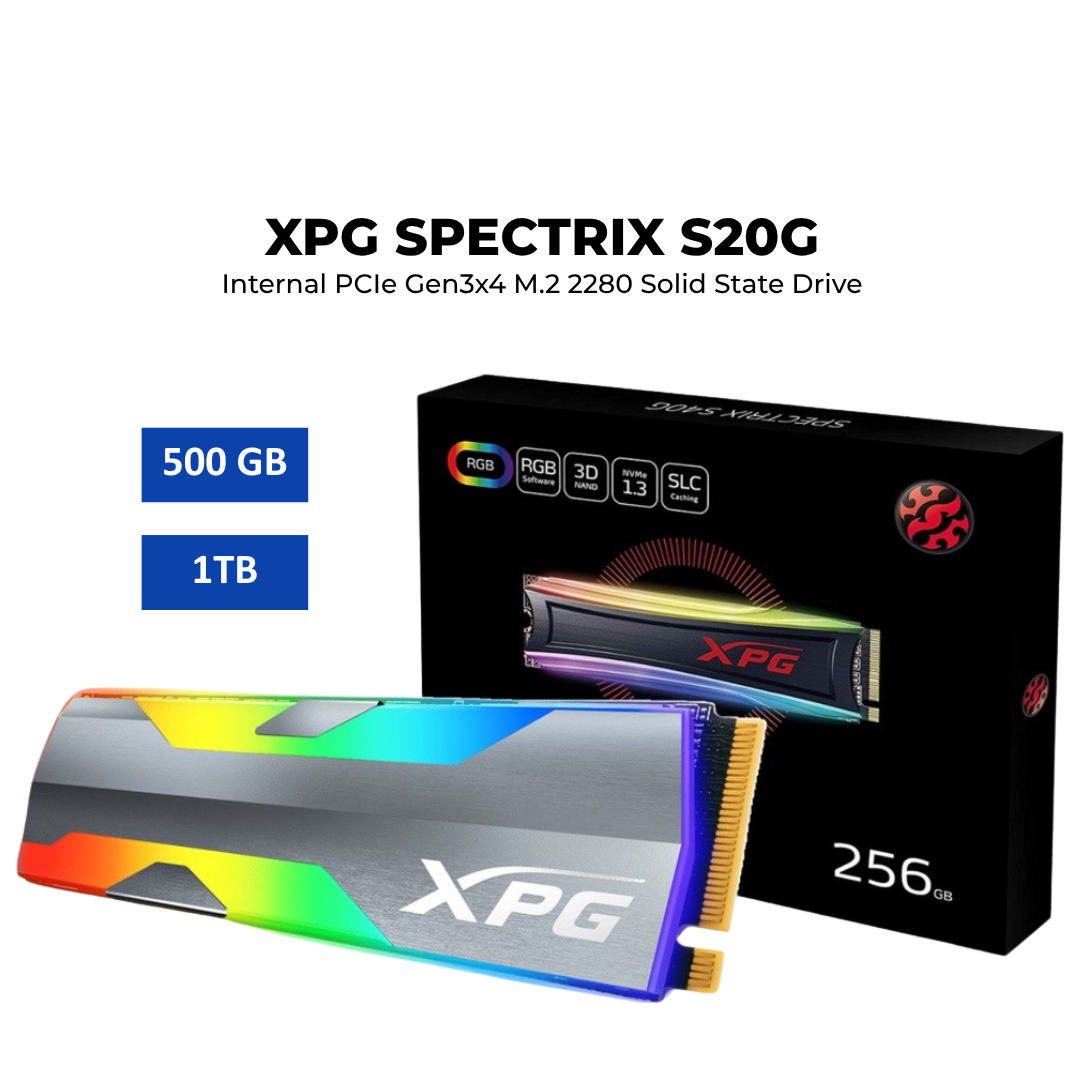 XPG SPECTRIX S20G
Internal PCIe Gen3x4 M.2 2280 Solid State Drive
500 GB
1TB
SPECTRIX S40G
RGB
RGB
Software
3D
NAND
NVMe
1.3
SLC
Caching
XPG
256GB
XPG